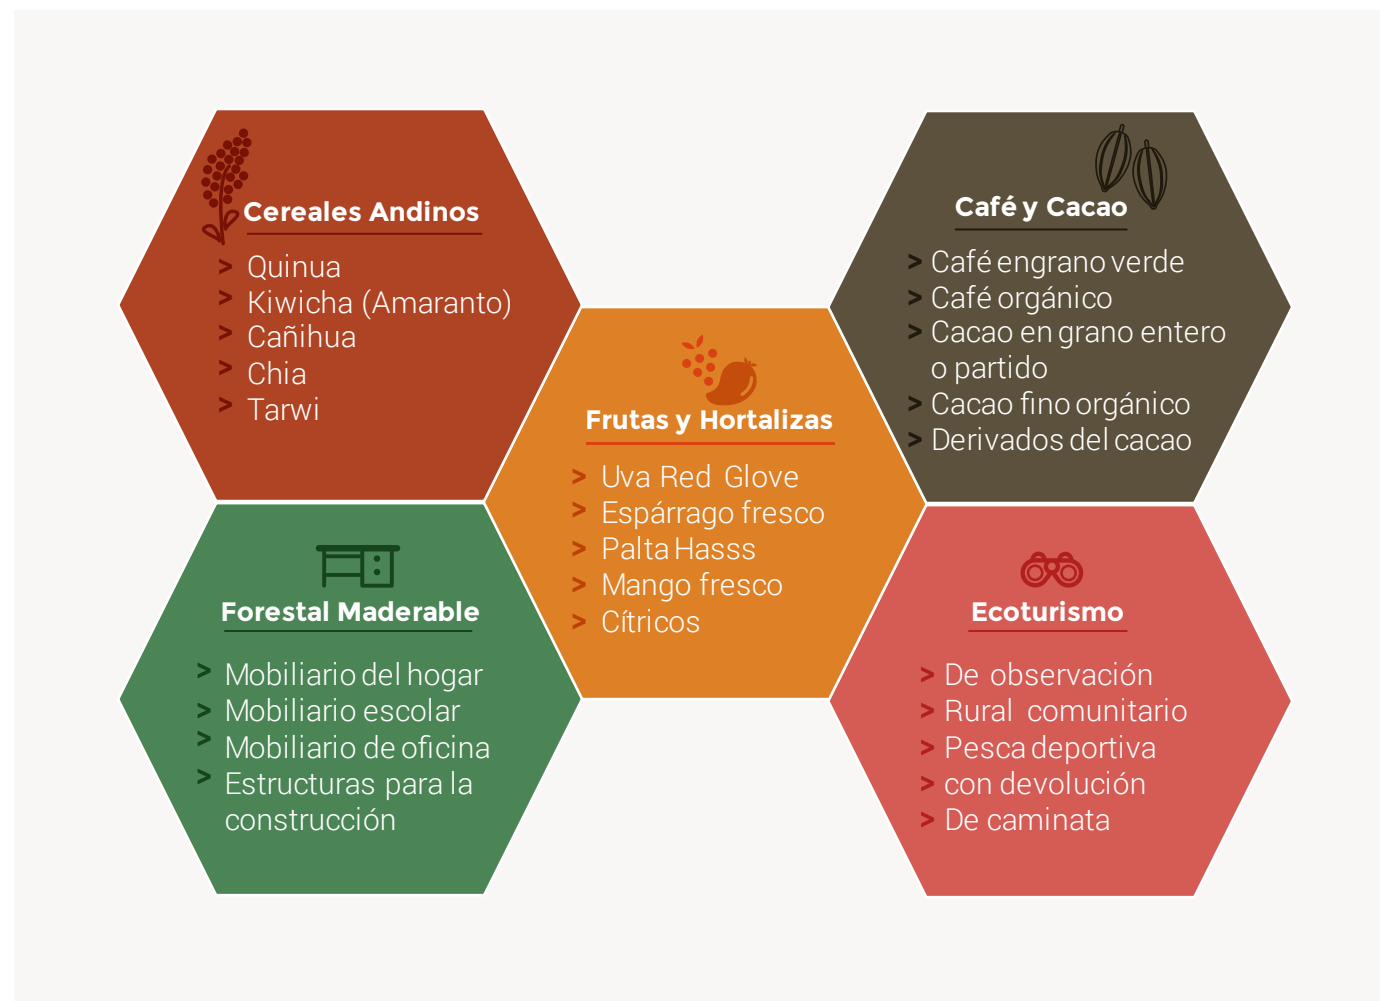 Cereales Andinos
> Quinua
> Kiwicha (Amaranto)
> Cañihua
> Chia
> Tarwi
Café y Cacao
> Café en grano verde
> Café orgánico
> Cacao en grano entero
o partido
> Cacao fino orgánico
> Derivados del cacao
Frutas y Hortalizas
> Uva Red Glove
> Espárrago fresco
> Palta Hasss
> Mango fresco
> Cítricos
Forestal Maderable
> Mobiliario del hogar
> Mobiliario escolar
> Mobiliario de oficina
> Estructuras para la
construcción
Ecoturismo
> De observación
> Rural comunitario
> Pesca deportiva
> con devolución
> De caminata